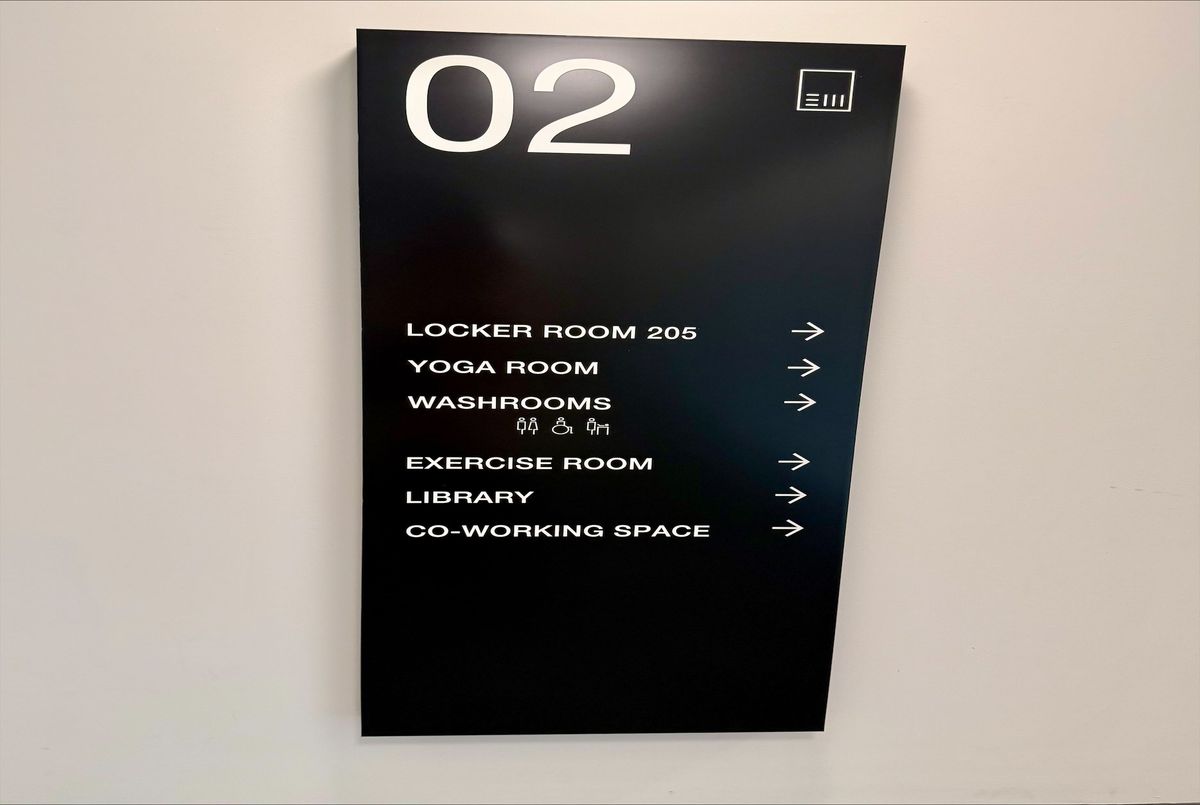 02
LOCKER ROOM 205
YOGA ROOM
WASHROOMS
EXERCISE ROOM
LIBRARY
CO-WORKING SPACE